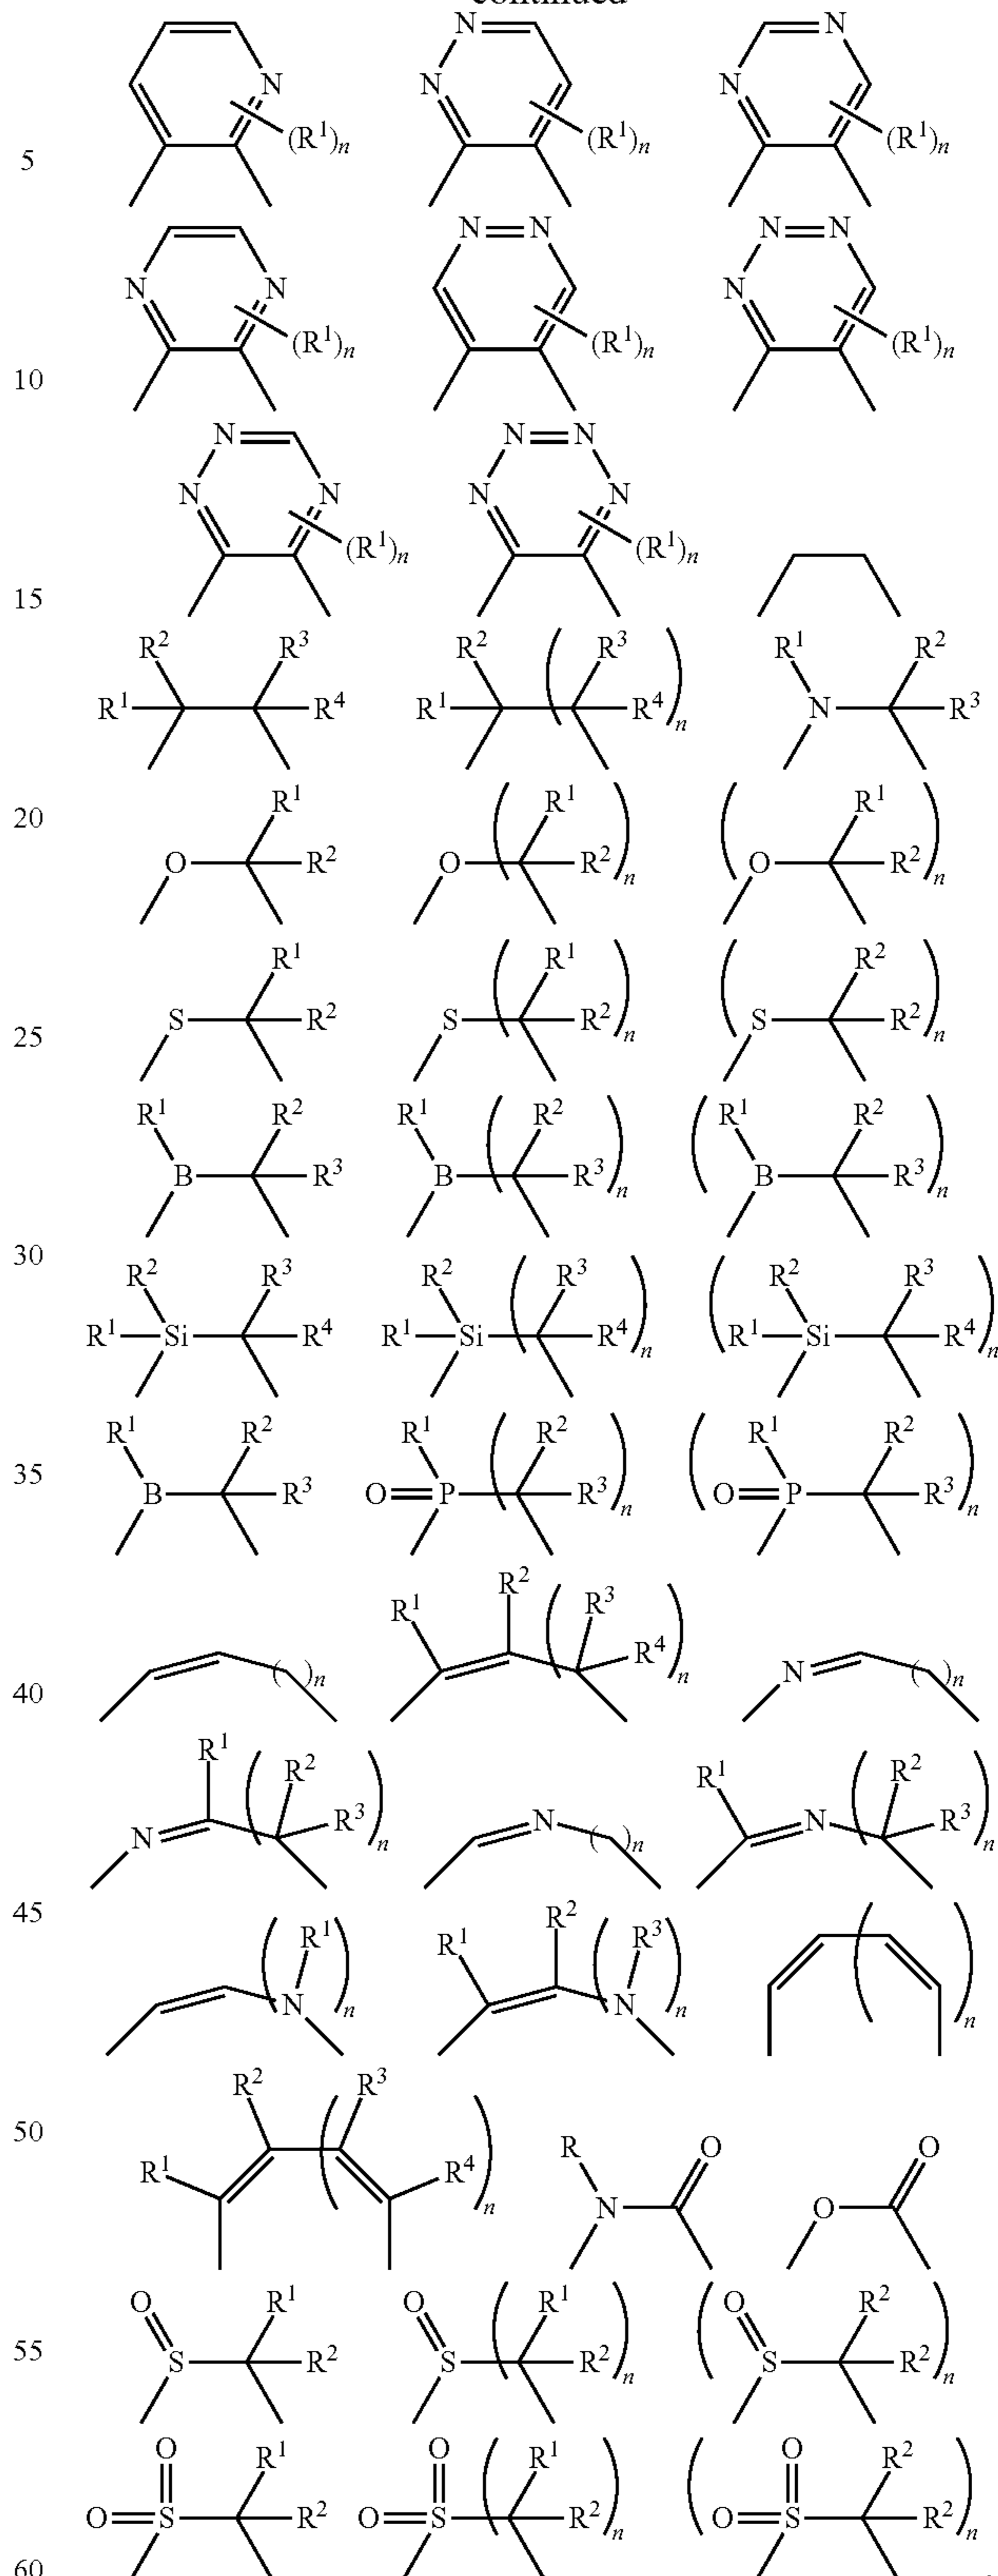 continued
N N N
N N N
5 (R¹)n (R¹)n (R¹)n
N=N N=N
N N N
(R¹)n (R¹)n (R¹)n
10
N N=N
N N N N
(R¹)n (R¹)n
15
R² R³ R² R³ R¹ R²
R¹ R⁴ R¹ (R⁴)n N R³
20 R¹ R¹ R¹
O R² O (R²)n (O R²)n
R¹ R¹ R²
25 S R² S (R²)n (S R²)n
R¹ R² R¹ R² R¹ R²
B R³ B (R³)n (B R³)n
30
R² R³ R² R³ R² R³
R¹ Si R⁴ R¹ Si (R⁴)n (R¹ Si R⁴)n
R¹ R² R¹ R² R¹ R²
35 B R³ O=P (R³)n (O=P R³)n
R¹ R² (R³ R⁴)n
40 ( )n N ( )n
R¹ (R² R³)n R¹ (R² R³)n
N N ( )n N
45 (R¹ R¹ R² (R³
N)n N)n ( )n
50 R² (R³ R O O
R¹ R⁴)n N O
O R¹ O R¹ O R²
55 S R² S (R²)n (S R²)n
O R¹ O R¹ O R²
O=S R² O=S (R²)n (O=S R²)n
60